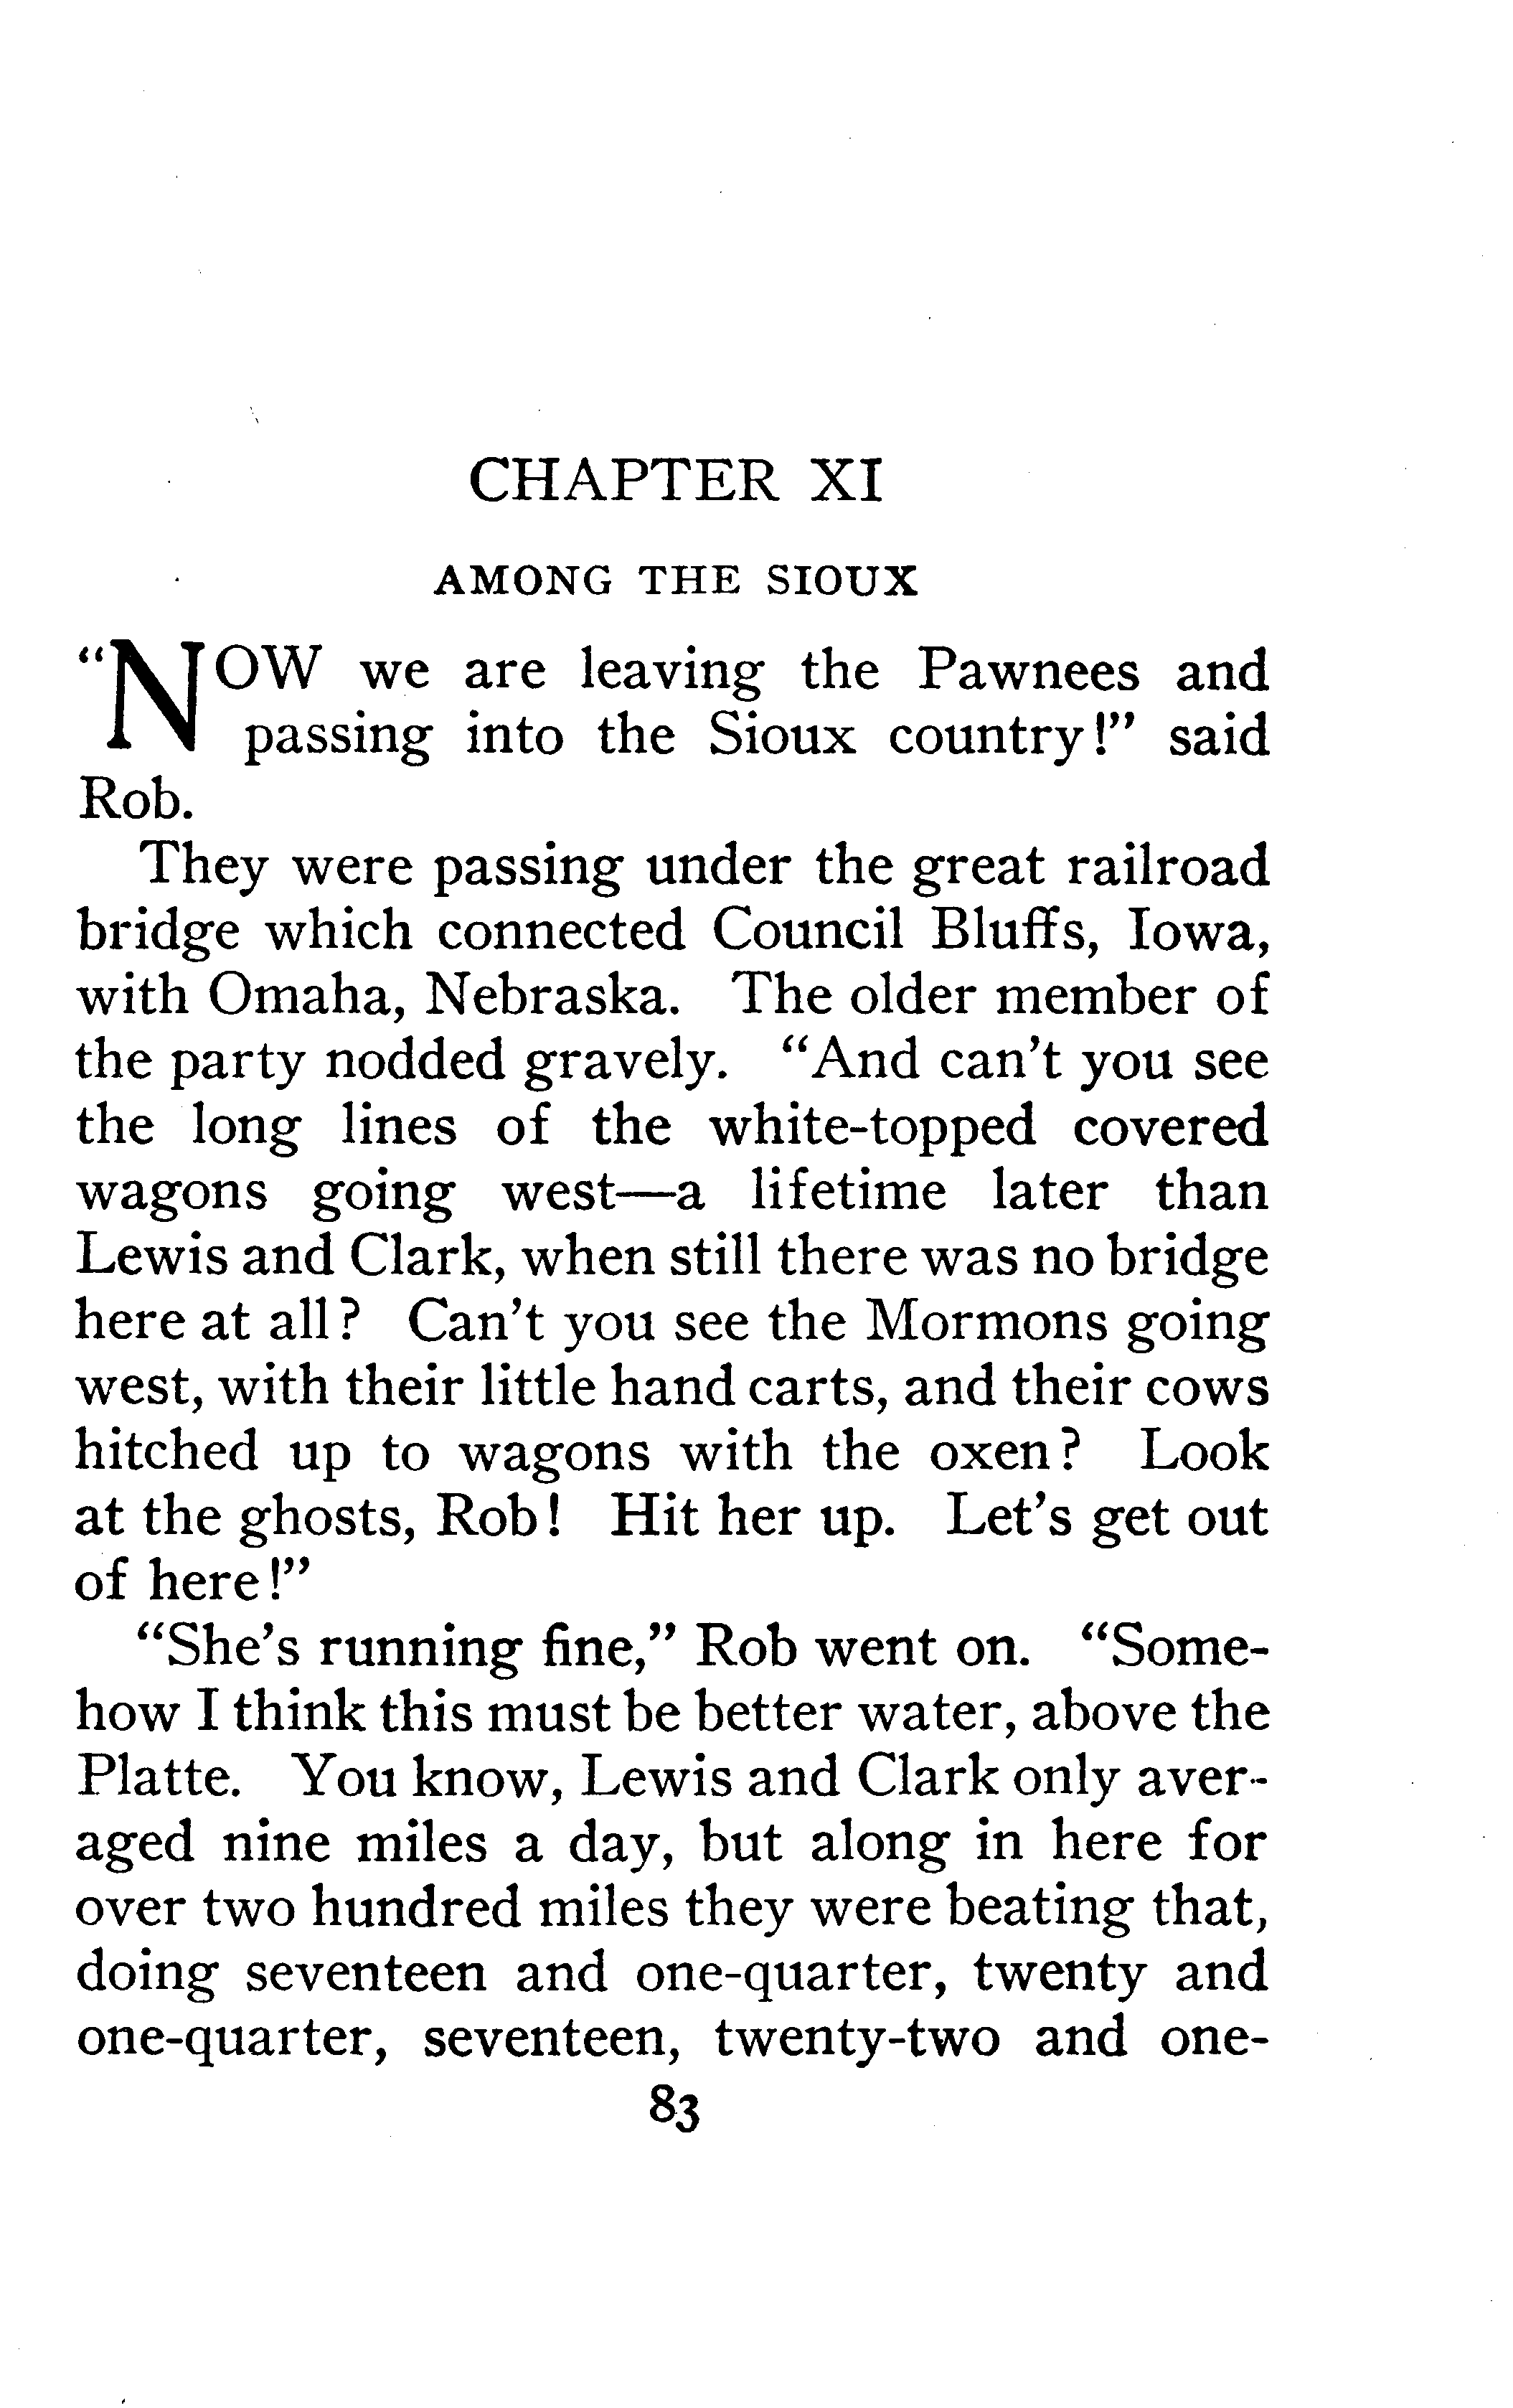 CHAPTER XI
AMONG THE SIOUX
“NOW we are leaving the Pawnees and
passing into the Sioux country!” said
Rob.
They were passing under the great railroad
bridge which connected Council Bluffs, Iowa,
with Omaha, Nebraska. The older member of
the party nodded gravely. “And can’t you see
the long lines of the white-topped covered
wagons going west—a lifetime later than
Lewis and Clark, when still there was no bridge
here at all? Can’t you see the Mormons going
west, with their little hand carts, and their cows
hitched up to wagons with the oxen? Look
at the ghosts, Rob! Hit her up. Let’s get out
of here!”
“She’s running fine,” Rob went on. “Some-
how I think this must be better water, above the
Platte. You know, Lewis and Clark only aver-
aged nine miles a day, but along in here for
over two hundred miles they were beating that,
doing seventeen and one-quarter, twenty and
one-quarter, seventeen, twenty-two and one-
83